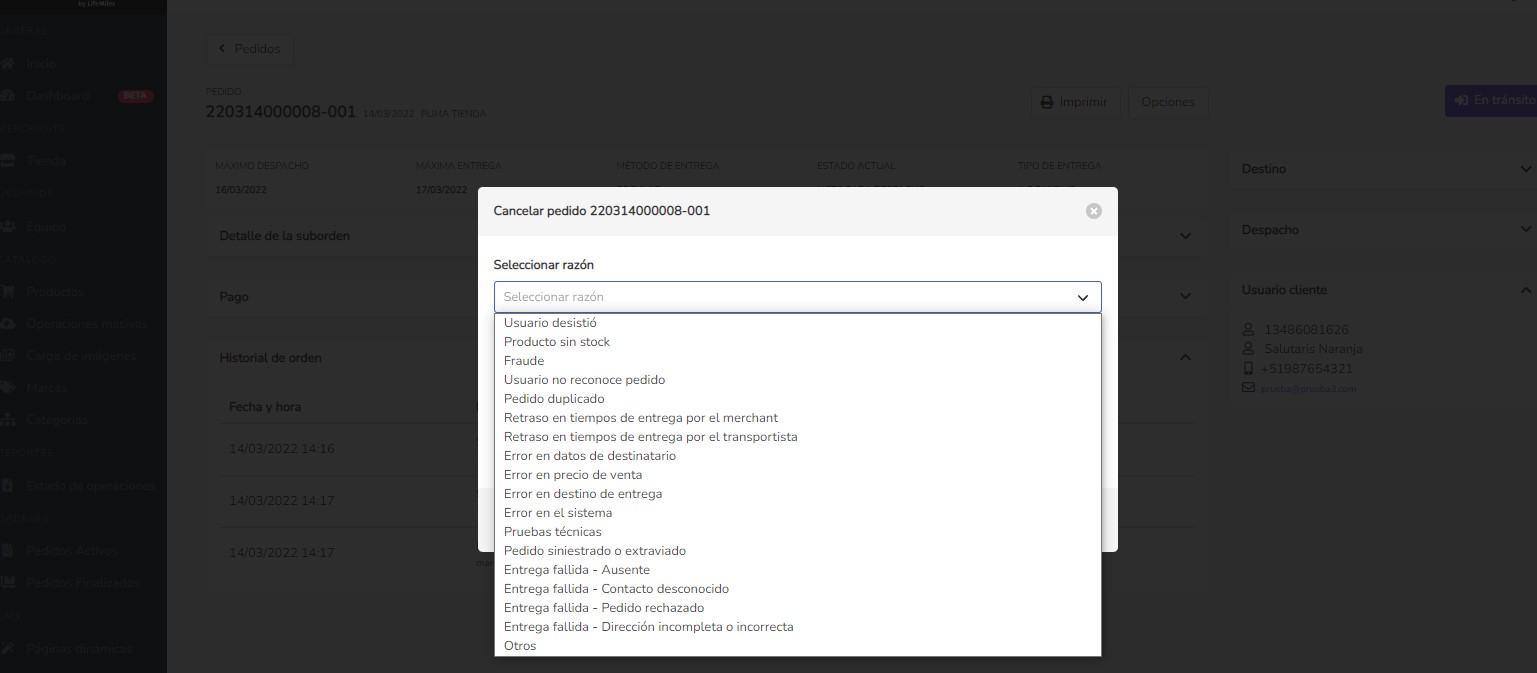 by LifeMiles
Inicio
Dashboard BETA
Tienda
Equipo
CATÁLOGO
Productos
Operaciones masivas
Carga de imágenes
Marcas
Categorías
REPORTES
Estado de operaciones
Pedidos Activos
Pedidos Finalizados
Páginas dinámicas
Pedidos
PEDIDO
220314000008-001 14/03/2022 PUMA TIENDA
Imprimir
Opciones
En tránsito
MÁXIMO DESPACHO
MÁXIMA ENTREGA
MÉTODO DE ENTREGA
ESTADO ACTUAL
TIPO DE ENTREGA
16/03/2022
17/03/2022
Detalle de la suborden
Pago
Historial de orden
Fecha y hora
14/03/2022 14:16
14/03/2022 14:17
14/03/2022 14:17
Cancelar pedido 220314000008-001
Seleccionar razón
Seleccionar razón
Usuario desistió
Producto sin stock
Fraude
Usuario no reconoce pedido
Pedido duplicado
Retraso en tiempos de entrega por el merchant
Retraso en tiempos de entrega por el transportista
Error en datos de destinatario
Error en precio de venta
Error en destino de entrega
Error en el sistema
Pruebas técnicas
Pedido siniestrado o extraviado
Entrega fallida - Ausente
Entrega fallida - Contacto desconocido
Entrega fallida - Pedido rechazado
Entrega fallida - Dirección incompleta o incorrecta
Otros
Destino
Despacho
Usuario cliente
13486081626
Salutaris Naranja
+51987654321
prueba@prueba3.com